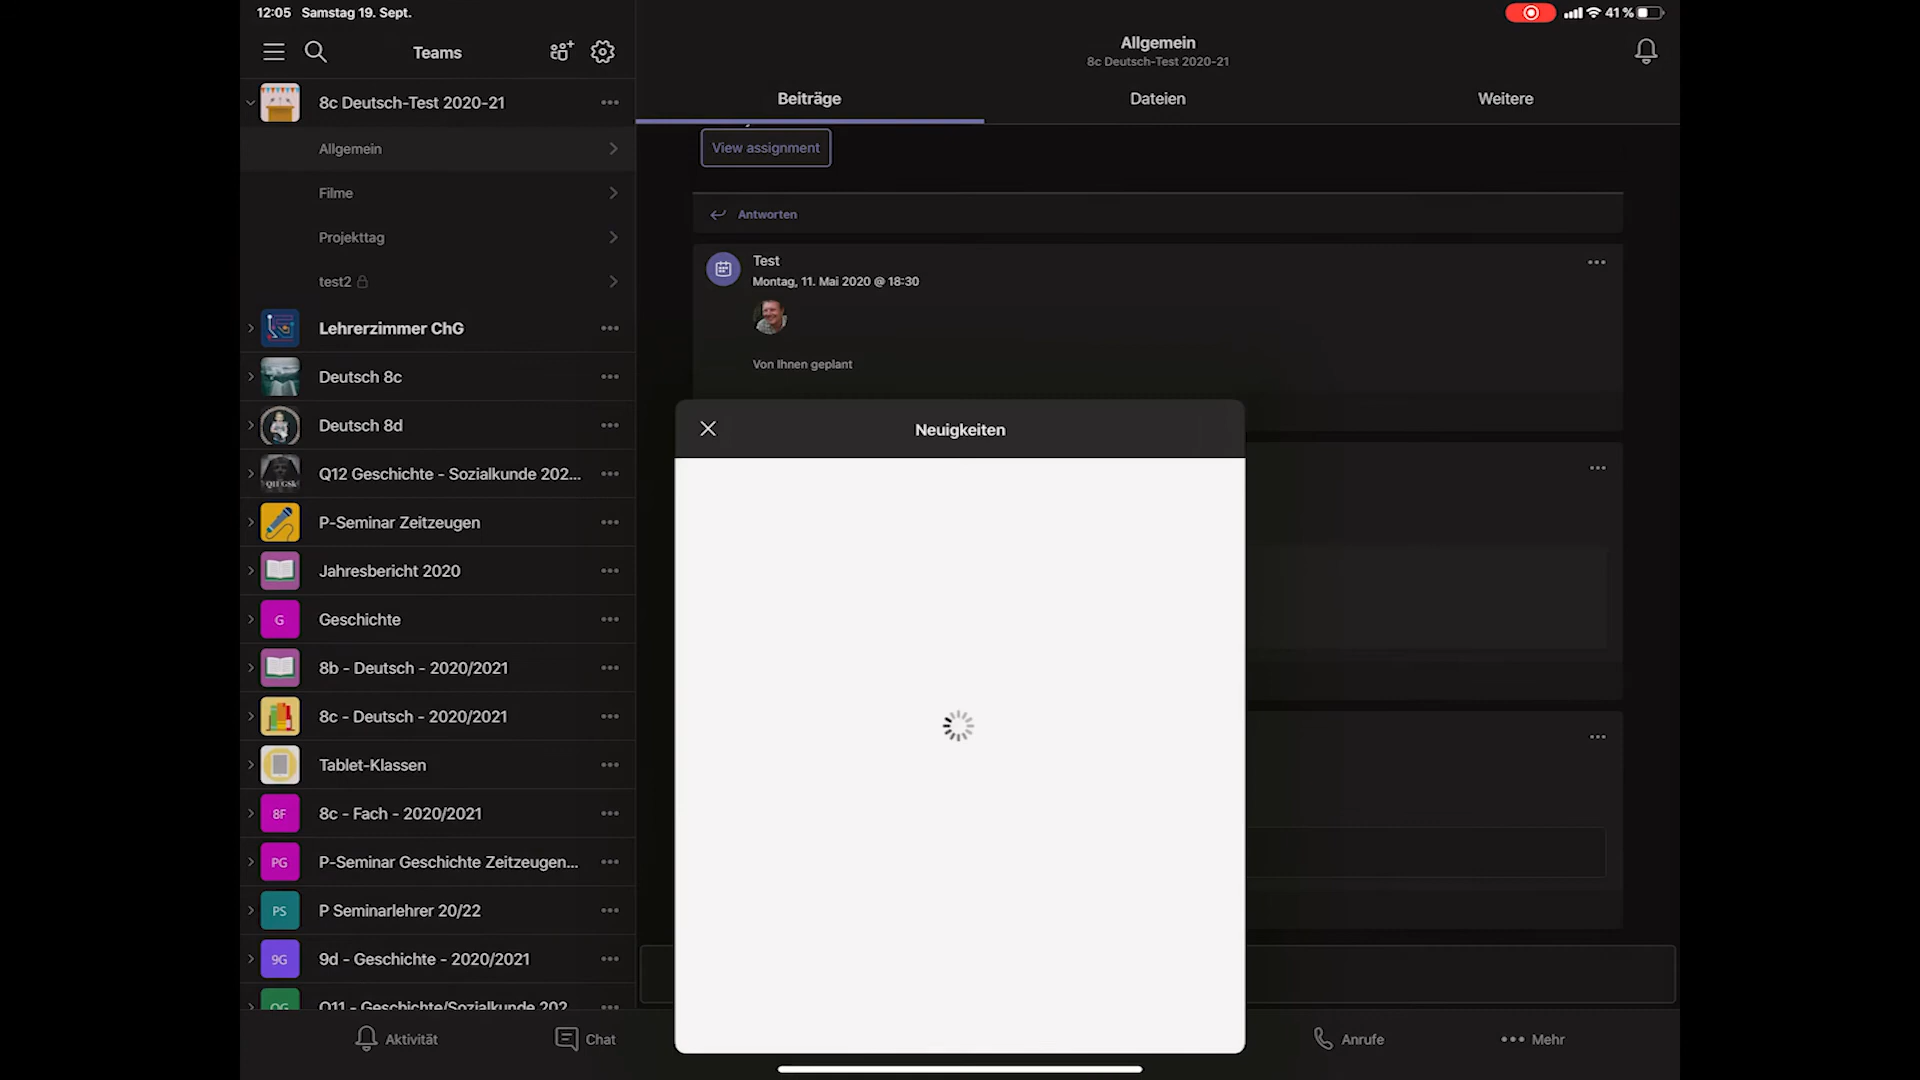 12:05 Samstag 19. Sept.
41 %
Teams
Allgemein
8c Deutsch-Test 2020-21
Beiträge
Dateien
Weitere
8c Deutsch-Test 2020-21
Allgemein
Filme
Projekttag
test2
Lehrerzimmer ChG
Deutsch 8c
Deutsch 8d
Q12 Geschichte - Sozialkunde 202...
P-Seminar Zeitzeugen
Jahresbericht 2020
G
Geschichte
8b - Deutsch - 2020/2021
8c - Deutsch - 2020/2021
Tablet-Klassen
8F
8c - Fach - 2020/2021
PG
P-Seminar Geschichte Zeitzeugen...
PS
P Seminarlehrer 20/22
9G
9d - Geschichte - 2020/2021
Q11 - Geschichte/Sozialkunde 202
View assignment
Antworten
Test
Montag, 11. Mai 2020 @ 18:30
Von Ihnen geplant
Neuigkeiten
Aktivität
Chat
Anrufe
Mehr